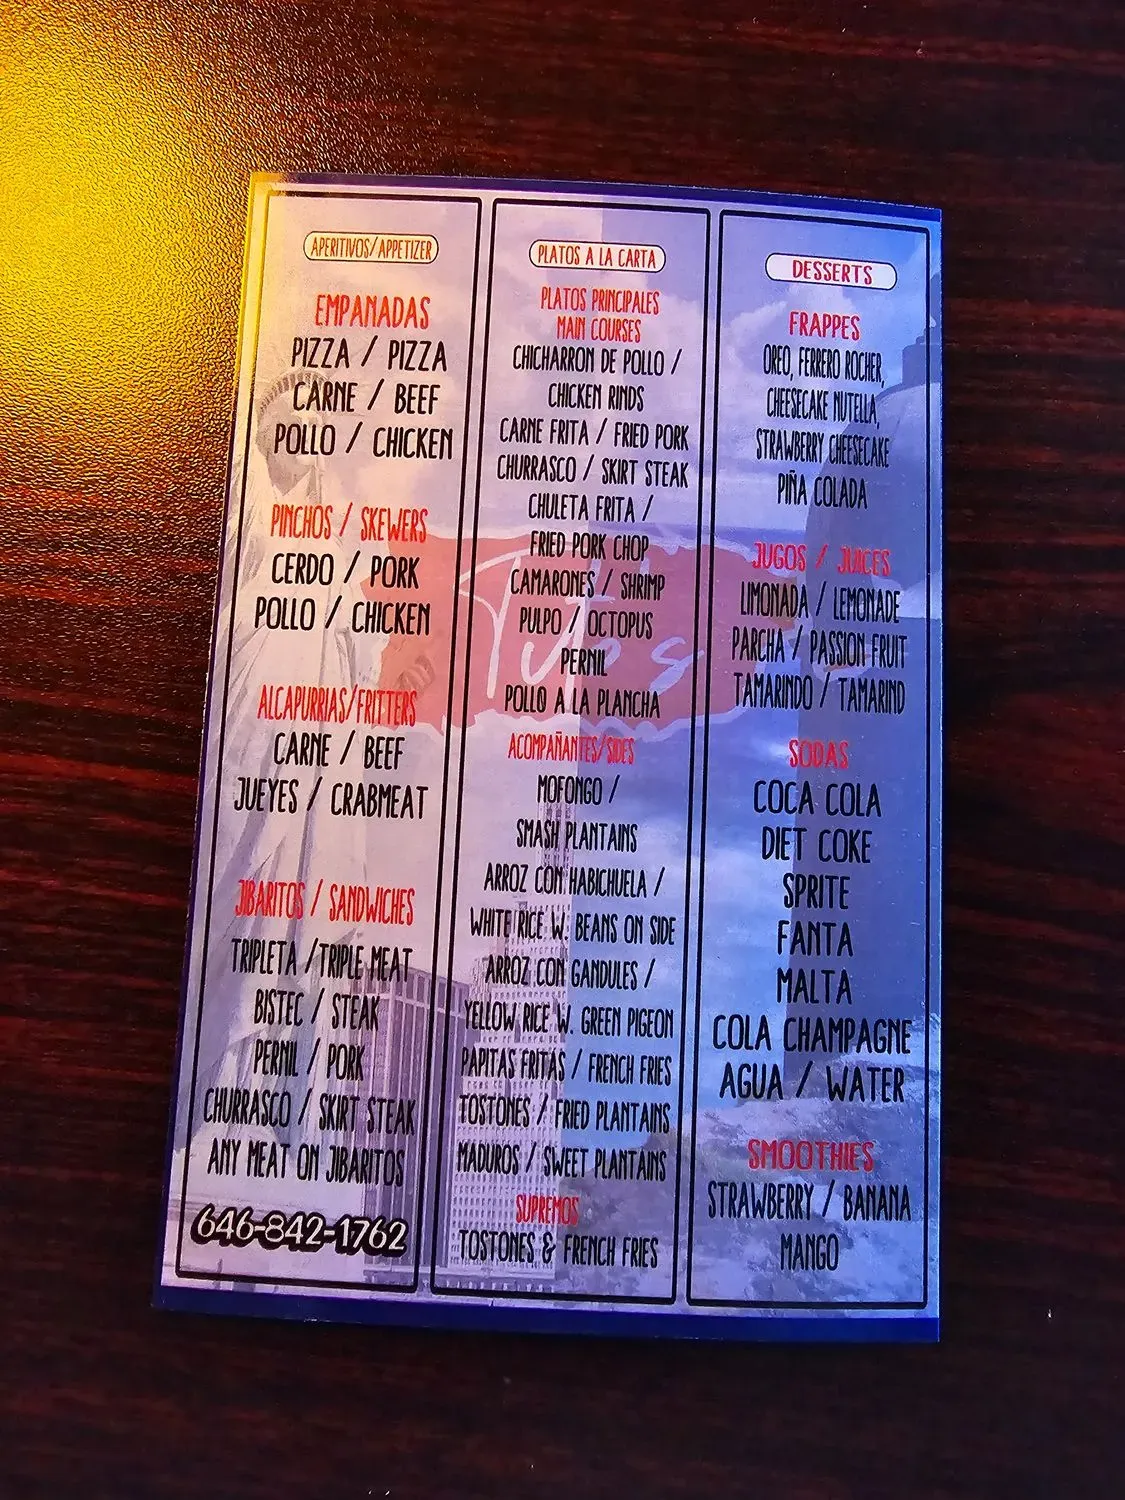 APERITIVOS/APPETIZER
EMPANADAS
PIZZA / PIZZA
CARNE / BEEF
POLLO / CHICKEN
PINCHOS / SKEWERS
CERDO / PORK
POLLO / CHICKEN
ALCAPURRIAS/FRITTERS
CARNE / BEEF
JUEYES / CRABMEAT
JIBARITOS / SANDWICHES
TRIPLETA /TRIPLE MEAT
BISTEC / STEAK
PERNIL / PORK
CHURRASCO / SKIRT STEAK
ANY MEAT ON JIBARITOS
646-842-1762
PLATOS A LA CARTA
PLATOS PRINCIPALES
MAIN COURSES
CHICHARRON DE POLLO /
CHICKEN RINDS
CARNE FRITA / FRIED PORK
CHURRASCO / SKIRT STEAK
CHULETA FRITA /
FRIED PORK CHOP
CAMARONES / SHRIMP
PULPO / OCTOPUS
PERNIL
POLLO A LA PLANCHA
ACOMPAÑANTES/SIDES
MOFONGO /
SMASH PLANTAINS
ARROZ CON HABICHUELA /
WHITE RICE W. BEANS ON SIDE
ARROZ CON GANDULES /
YELLOW RICE W. GREEN PIGEON
PAPITAS FRITAS / FRENCH FRIES
TOSTONES / FRIED PLANTAINS
MADUROS / SWEET PLANTAINS
SUPREMOS
TOSTONES & FRENCH FRIES
DESSERTS
FRAPPES
OREO, FERRERO ROCHER,
CHEESECAKE NUTELLA,
STRAWBERRY CHEESECAKE
PIÑA COLADA
JUGOS / JUICES
LIMONADA / LEMONADE
PARCHA / PASSION FRUIT
TAMARINDO / TAMARIND
SODAS
COCA COLA
DIET COKE
SPRITE
FANTA
MALTA
COLA CHAMPAGNE
AGUA / WATER
SMOOTHIES
STRAWBERRY / BANANA
MANGO